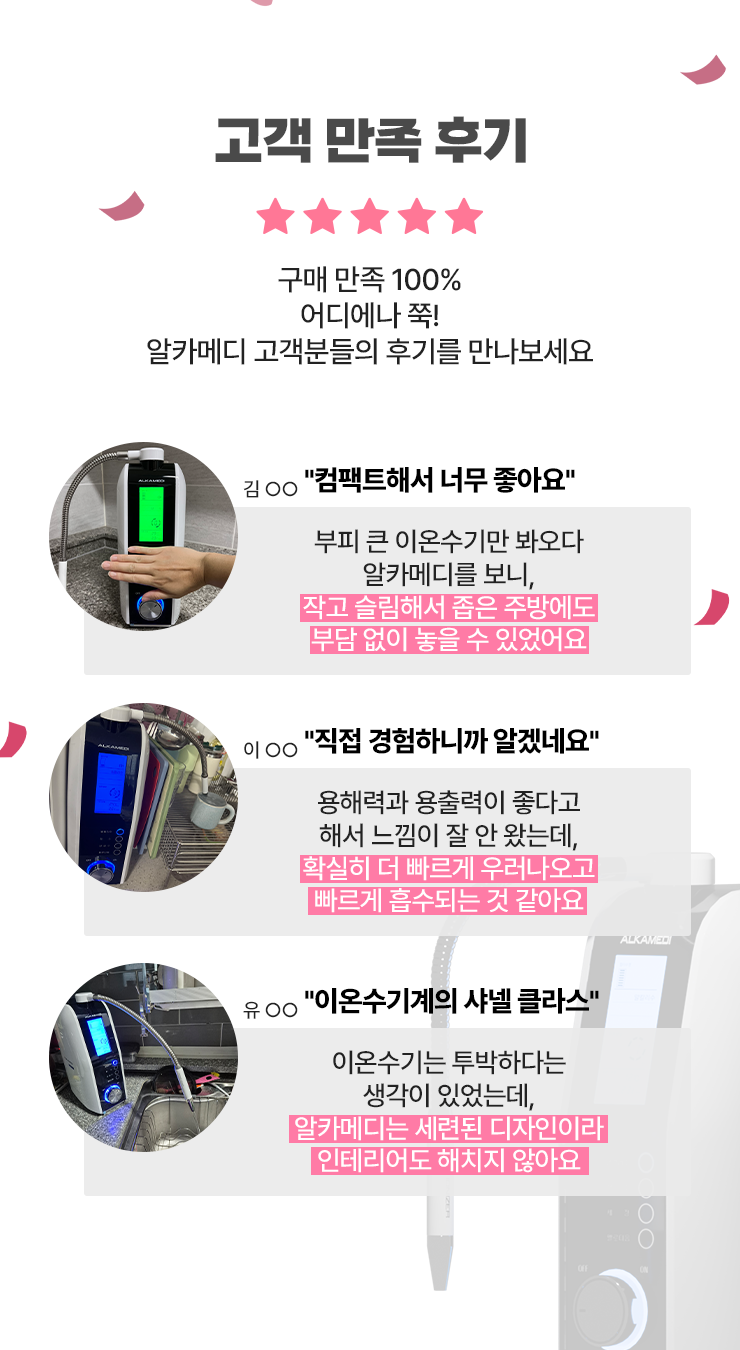 고객 만족 후기
구매 만족 100%
어디에나 쭉!
알카메디 고객분들의 후기를 만나보세요
ALKAMEDI
김 ○○ "컴팩트해서 너무 좋아요"
부피 큰 이온수기만 봐오다
알카메디를 보니,
작고 슬림해서 좁은 주방에도
부담 없이 놓을 수 있었어요
ALKAMEDI
이 ○○ "직접 경험하니까 알겠네요"
용해력과 용출력이 좋다고
해서 느낌이 잘 안 왔는데,
확실히 더 빠르게 우러나오고
빠르게 흡수되는 것 같아요
ALKAMEDI
유 ○○ "이온수기계의 샤넬 클라스"
이온수기는 투박하다는
생각이 있었는데,
알카메디는 세련된 디자인이라
인테리어도 해치지 않아요